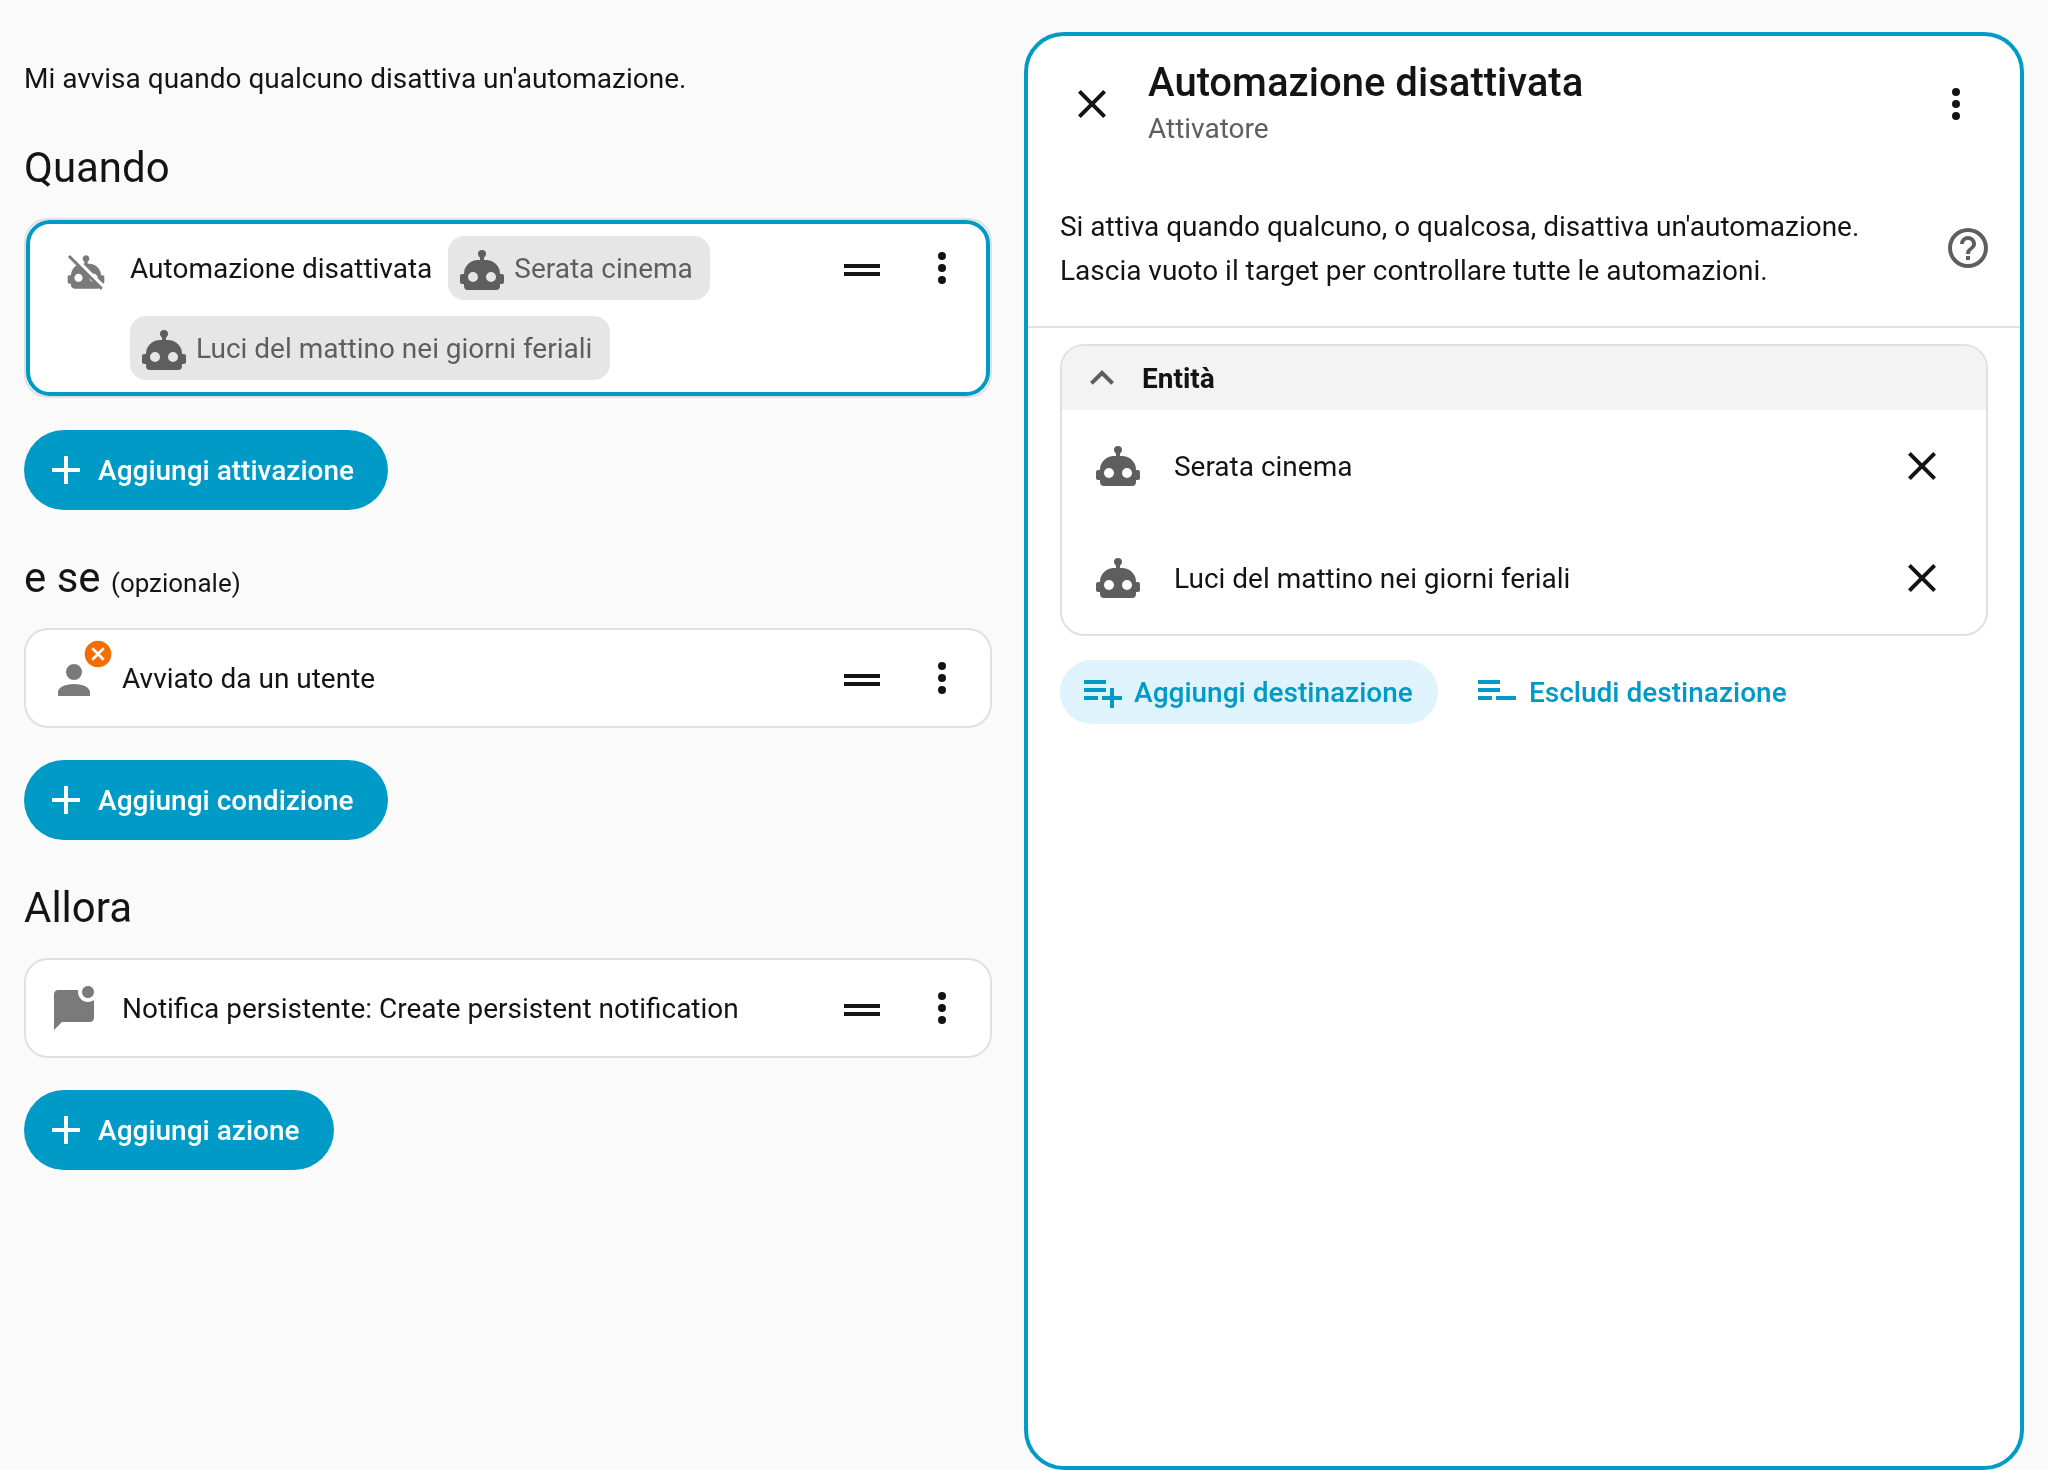 Mi avvisa quando qualcuno disattiva un'automazione.
Quando
Automazione disattivata
Serata cinema
Luci del mattino nei giorni feriali
Aggiungi attivazione
e se (opzionale)
Avviato da un utente
Aggiungi condizione
Allora
Notifica persistente: Create persistent notification
Aggiungi azione
Automazione disattivata
Attivatore
Si attiva quando qualcuno, o qualcosa, disattiva un'automazione.
Lascia vuoto il target per controllare tutte le automazioni.
Entità
Serata cinema
Luci del mattino nei giorni feriali
Aggiungi destinazione
Escludi destinazione